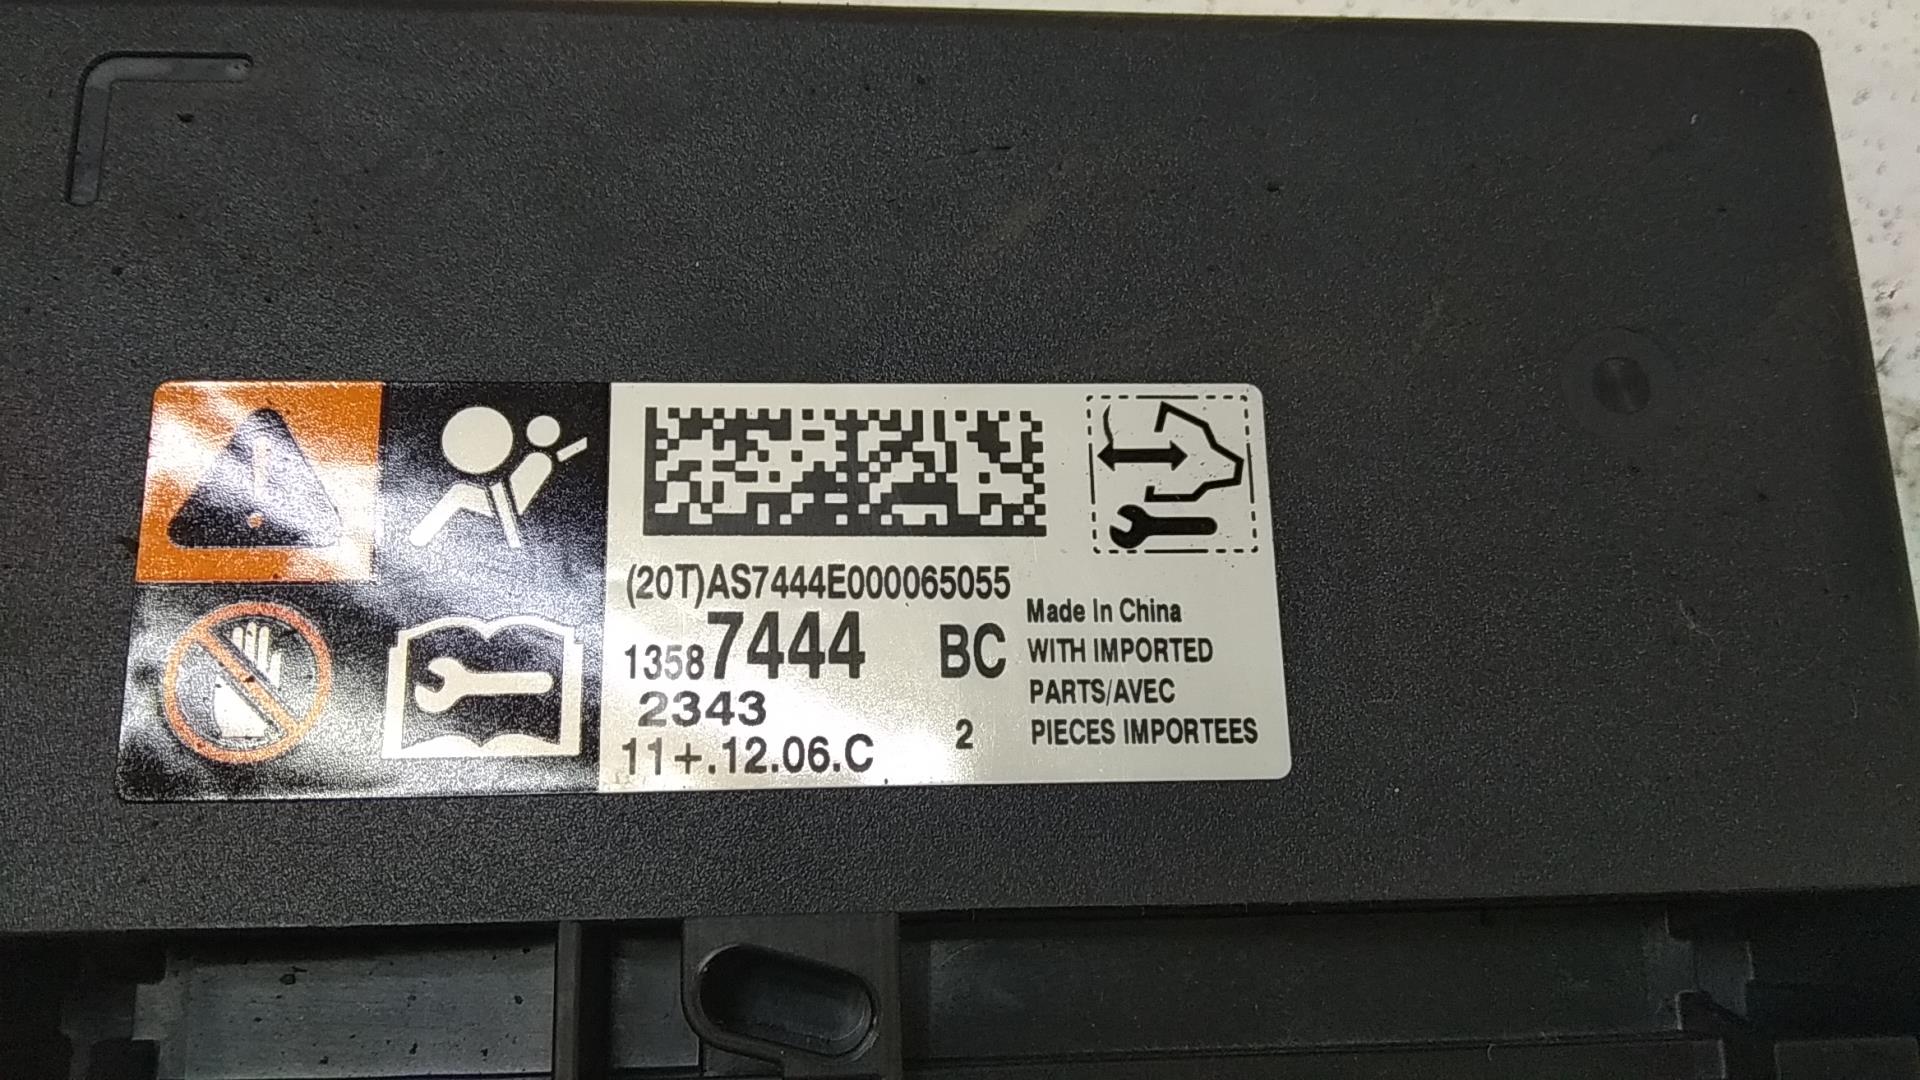 (20T)AS7444E000065055
13587444 BC
2343
11+.12.06.C 2
Made In China
WITH IMPORTED
PARTS/AVEC
PIECES IMPORTEES